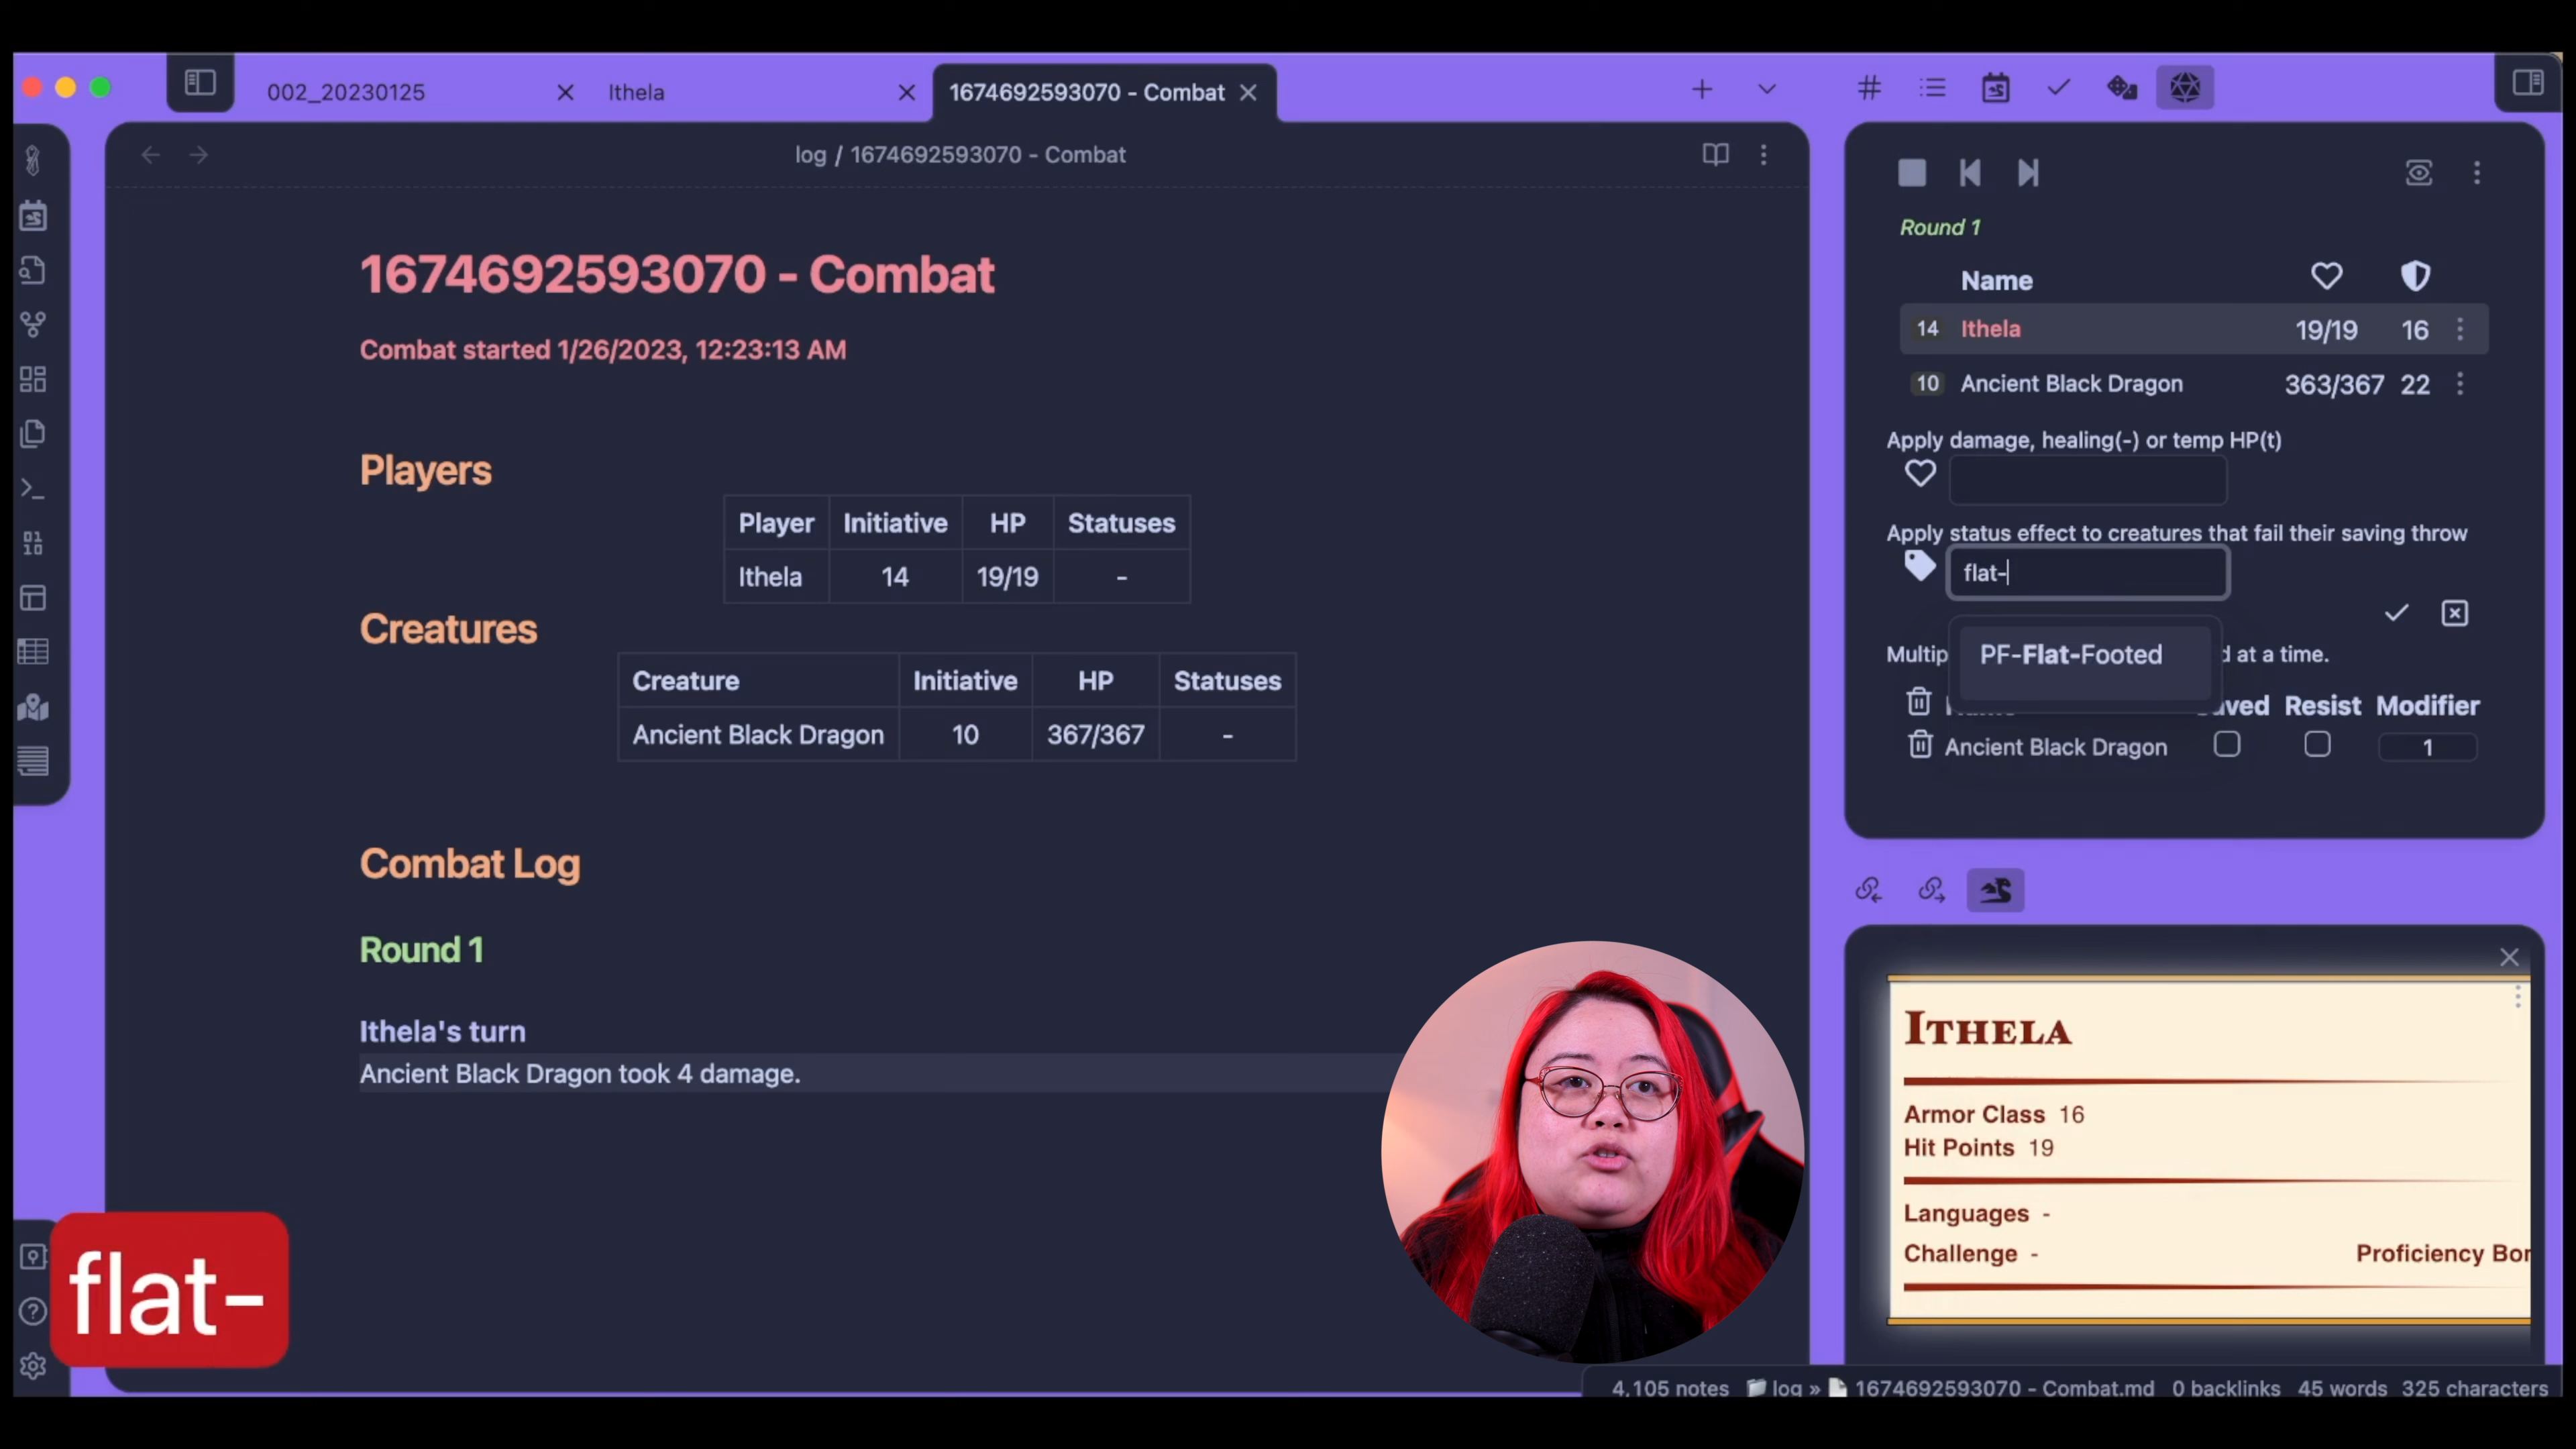 002_20230125
Ithela
1674692593070 - Combat
log / 1674692593070 - Combat
1674692593070 - Combat
Combat started 1/26/2023, 12:23:13 AM
Players
Player Initiative HP Statuses
Ithela 14 19/19 -
Creatures
Creature Initiative HP Statuses
Ancient Black Dragon 10 367/367 -
Combat Log
Round 1
Ithela's turn
Ancient Black Dragon took 4 damage.
flat-
Round 1
Name
14 Ithela 19/19 16
10 Ancient Black Dragon 363/367 22
Apply damage, healing(-) or temp HP(t)
Apply status effect to creatures that fail their saving throw
flat-
PF-Flat-Footed
Multip d at a time.
aved Resist Modifier
Ancient Black Dragon 1
ITHELA
Armor Class 16
Hit Points 19
Languages -
Challenge - Proficiency Bon
4,105 notes log » 1674692593070 - Combat.md 0 backlinks 45 words 325 characters